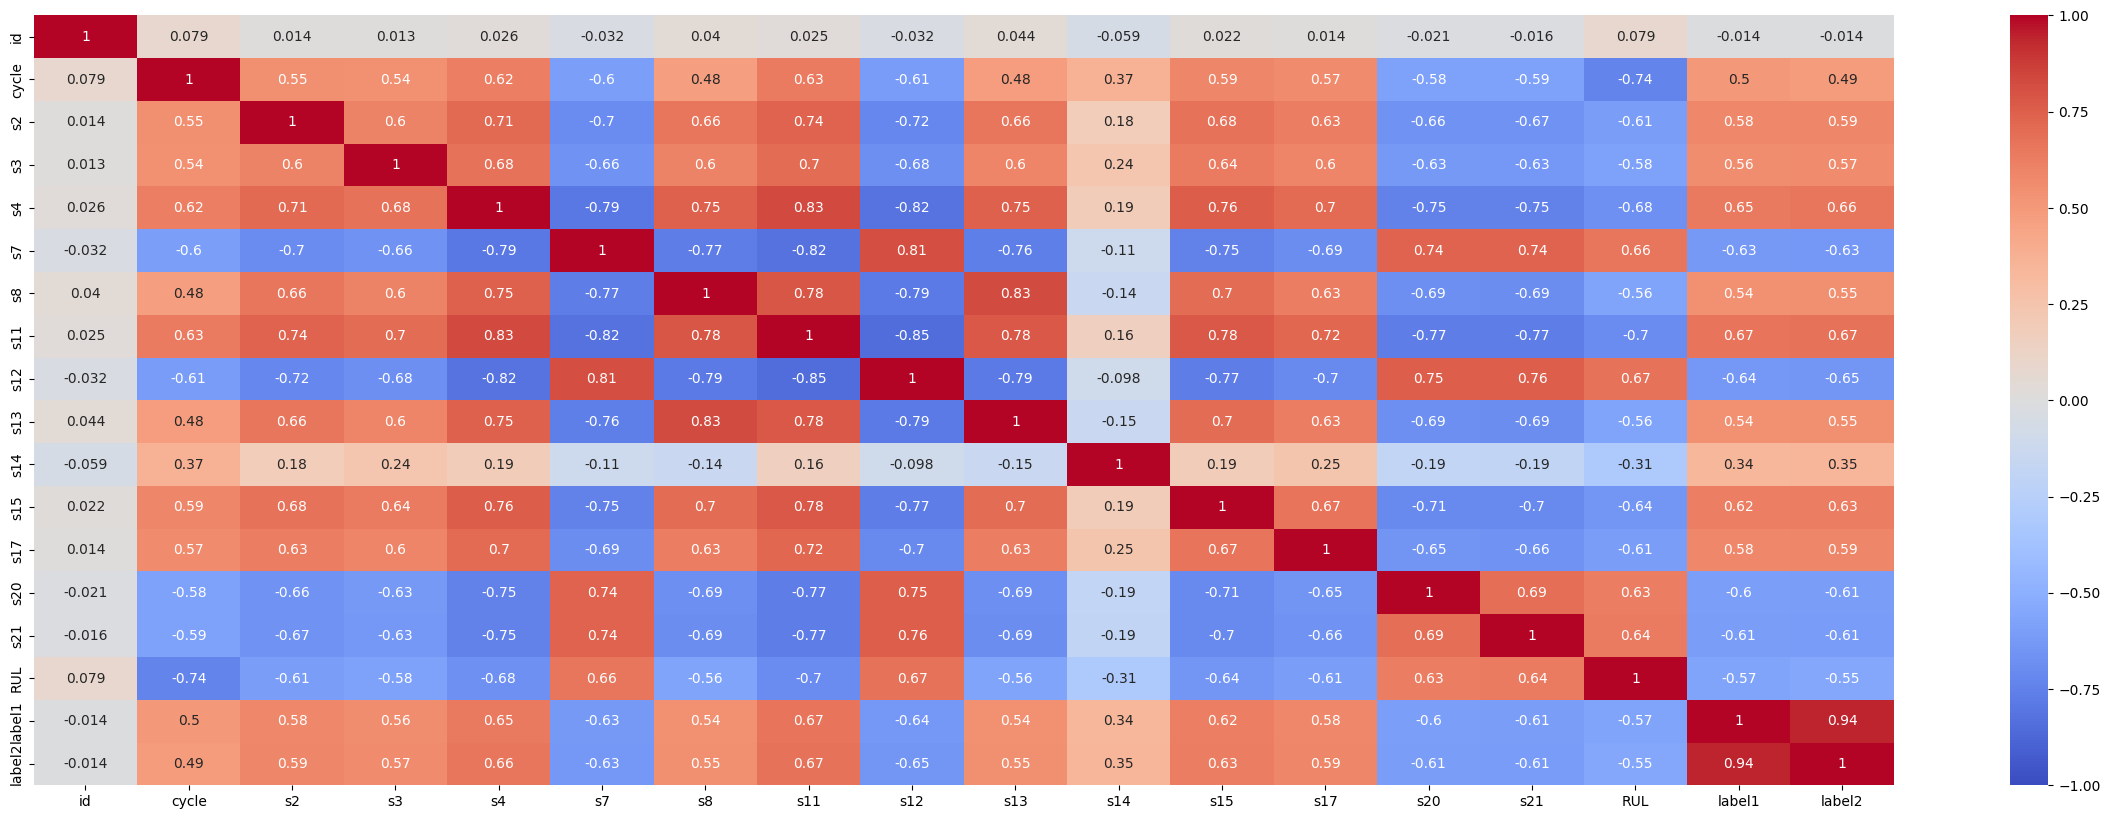 id 1 0.079 0.014 0.013 0.026 -0.032 0.04 0.025 -0.032 0.044 -0.059 0.022 0.014 -0.021 -0.016 0.079 -0.014 -0.014
cycle 0.079 1 0.55 0.54 0.62 -0.6 0.48 0.63 -0.61 0.48 0.37 0.59 0.57 -0.58 -0.59 -0.74 0.5 0.49
s2 0.014 0.55 1 0.6 0.71 -0.7 0.66 0.74 -0.72 0.66 0.18 0.68 0.63 -0.66 -0.67 -0.61 0.58 0.59
s3 0.013 0.54 0.6 1 0.68 -0.66 0.6 0.7 -0.68 0.6 0.24 0.64 0.6 -0.63 -0.63 -0.58 0.56 0.57
s4 0.026 0.62 0.71 0.68 1 -0.79 0.75 0.83 -0.82 0.75 0.19 0.76 0.7 -0.75 -0.75 -0.68 0.65 0.66
s7 -0.032 -0.6 -0.7 -0.66 -0.79 1 -0.77 -0.82 0.81 -0.76 -0.11 -0.75 -0.69 0.74 0.74 0.66 -0.63 -0.63
s8 0.04 0.48 0.66 0.6 0.75 -0.77 1 0.78 -0.79 0.83 -0.14 0.7 0.63 -0.69 -0.69 -0.56 0.54 0.55
s11 0.025 0.63 0.74 0.7 0.83 -0.82 0.78 1 -0.85 0.78 0.16 0.78 0.72 -0.77 -0.77 -0.7 0.67 0.67
s12 -0.032 -0.61 -0.72 -0.68 -0.82 0.81 -0.79 -0.85 1 -0.79 -0.098 -0.77 -0.7 0.75 0.76 0.67 -0.64 -0.65
s13 0.044 0.48 0.66 0.6 0.75 -0.76 0.83 0.78 -0.79 1 -0.15 0.7 0.63 -0.69 -0.69 -0.56 0.54 0.55
s14 -0.059 0.37 0.18 0.24 0.19 -0.11 -0.14 0.16 -0.098 -0.15 1 0.19 0.25 -0.19 -0.19 -0.31 0.34 0.35
s15 0.022 0.59 0.68 0.64 0.76 -0.75 0.7 0.78 -0.77 0.7 0.19 1 0.67 -0.71 -0.7 -0.64 0.62 0.63
s17 0.014 0.57 0.63 0.6 0.7 -0.69 0.63 0.72 -0.7 0.63 0.25 0.67 1 -0.65 -0.66 -0.61 0.58 0.59
s20 -0.021 -0.58 -0.66 -0.63 -0.75 0.74 -0.69 -0.77 0.75 -0.69 -0.19 -0.71 -0.65 1 0.69 0.63 -0.6 -0.61
s21 -0.016 -0.59 -0.67 -0.63 -0.75 0.74 -0.69 -0.77 0.76 -0.69 -0.19 -0.7 -0.66 0.69 1 0.64 -0.61 -0.61
RUL 0.079 -0.74 -0.61 -0.58 -0.68 0.66 -0.56 -0.7 0.67 -0.56 -0.31 -0.64 -0.61 0.63 0.64 1 -0.57 -0.55
label1 -0.014 0.5 0.58 0.56 0.65 -0.63 0.54 0.67 -0.64 0.54 0.34 0.62 0.58 -0.6 -0.61 -0.57 1 0.94
label2 -0.014 0.49 0.59 0.57 0.66 -0.63 0.55 0.67 -0.65 0.55 0.35 0.63 0.59 -0.61 -0.61 -0.55 0.94 1
id cycle s2 s3 s4 s7 s8 s11 s12 s13 s14 s15 s17 s20 s21 RUL label1 label2
1.00
0.75
0.50
0.25
0.00
−0.25
−0.50
−0.75
−1.00